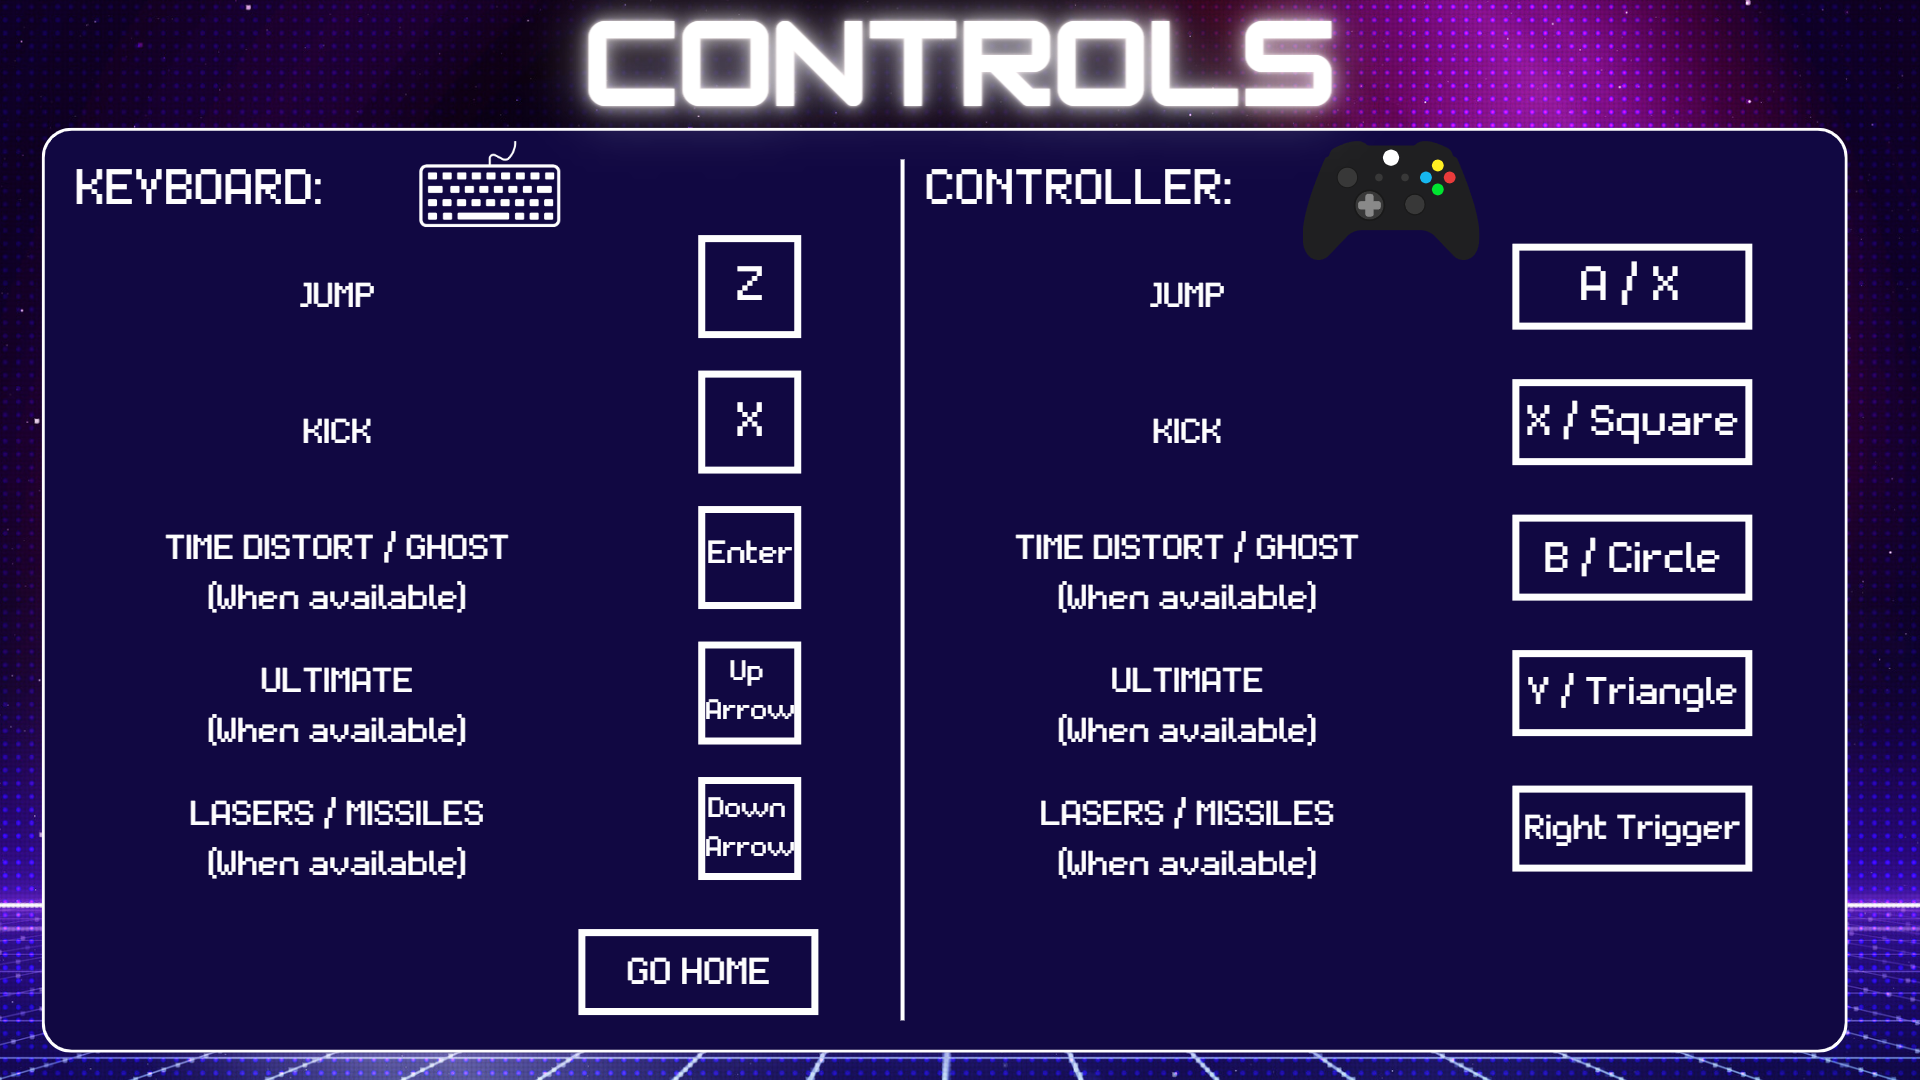 CONTROLS
KEYBOARD:
JUMP
Z
KICK
X
TIME DISTORT / GHOST
(When available)
Enter
ULTIMATE
(When available)
Up
Arrow
LASERS / MISSILES
(When available)
Down
Arrow
GO HOME
CONTROLLER:
JUMP
A / X
KICK
X / Square
TIME DISTORT / GHOST
(When available)
B / Circle
ULTIMATE
(When available)
Y / Triangle
LASERS / MISSILES
(When available)
Right Trigger